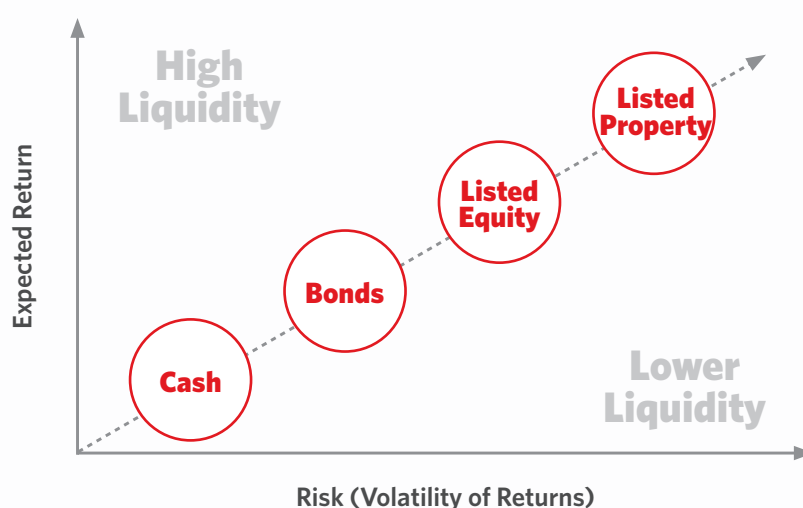 High
Liquidity
Listed
Property
Listed
Equity
Bonds
Cash
Lower
Liquidity
Expected Return
Risk (Volatility of Returns)